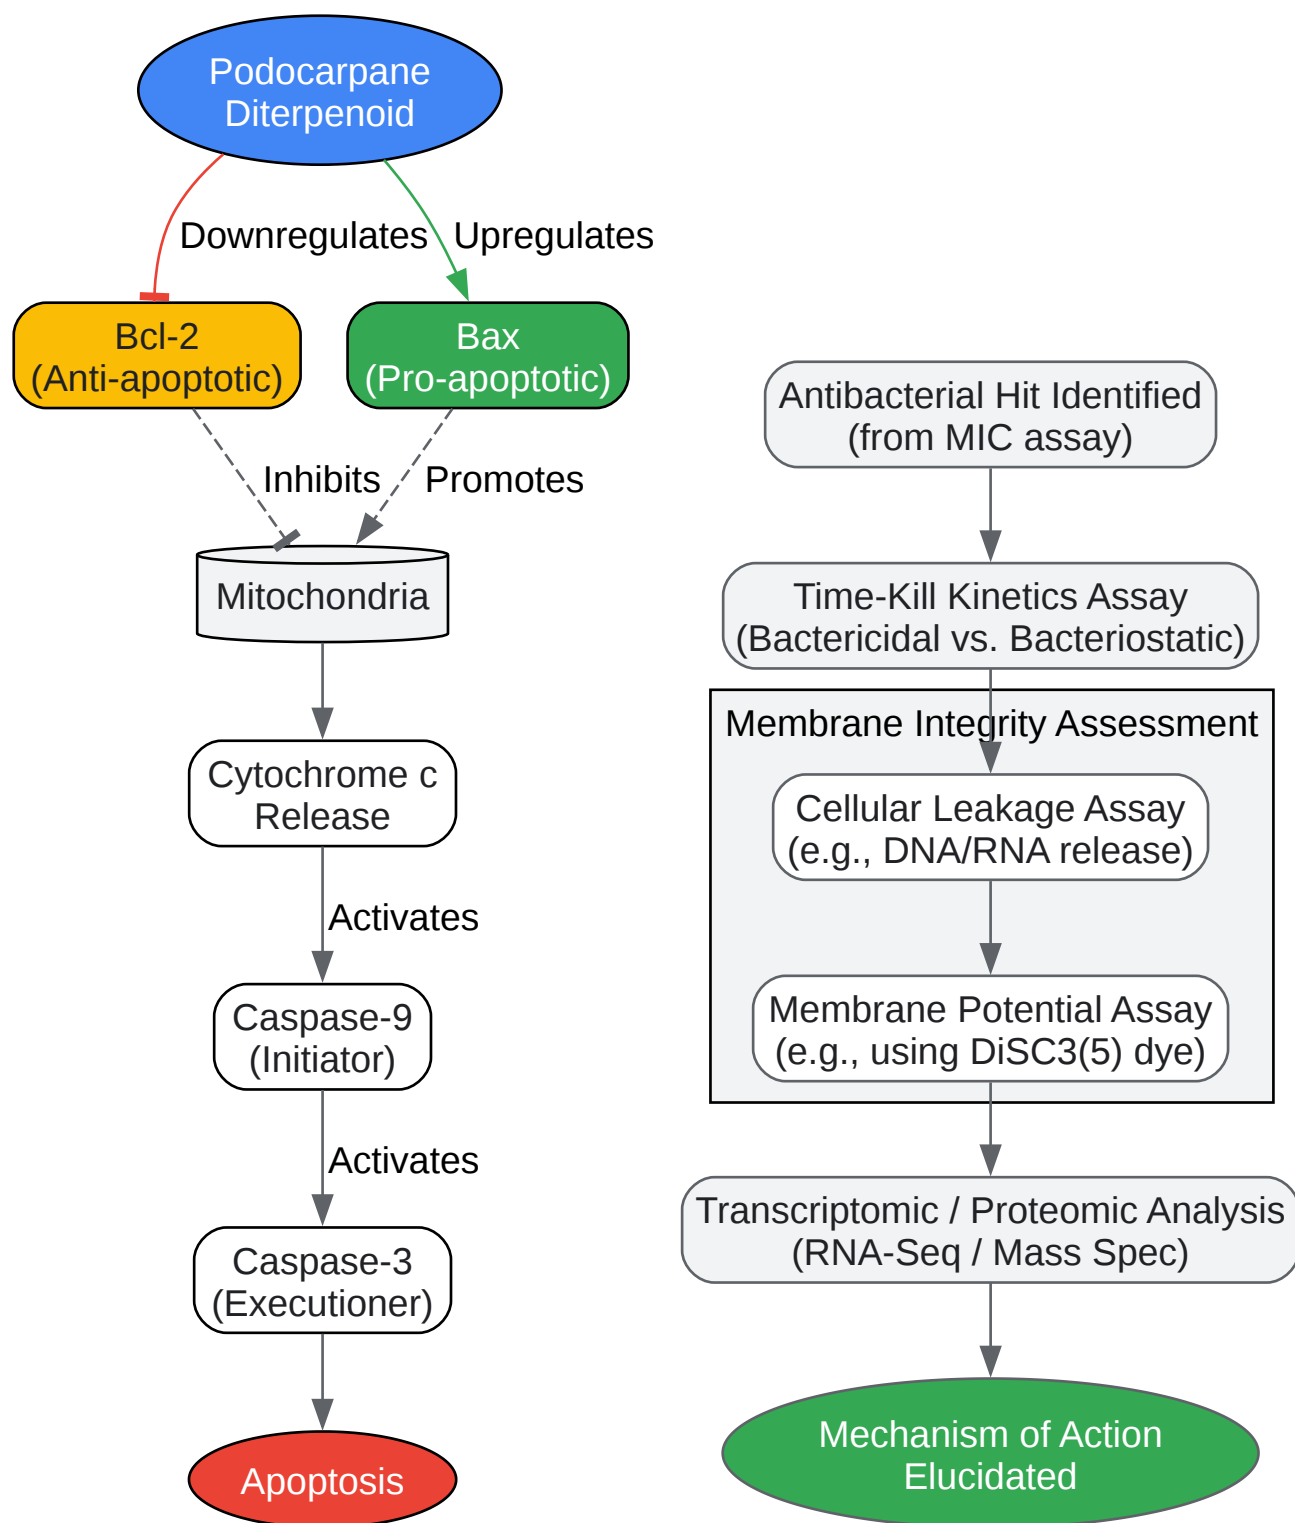 Podocarpane
Diterpenoid
Downregulates
Upregulates
Bcl-2
(Anti-apoptotic)
Bax
(Pro-apoptotic)
Inhibits
Promotes
Mitochondria
Cytochrome c
Release
Activates
Caspase-9
(Initiator)
Activates
Caspase-3
(Executioner)
Apoptosis
Antibacterial Hit Identified
(from MIC assay)
Time-Kill Kinetics Assay
(Bactericidal vs. Bacteriostatic)
Membrane Integrity Assessment
Cellular Leakage Assay
(e.g., DNA/RNA release)
Membrane Potential Assay
(e.g., using DiSC3(5) dye)
Transcriptomic / Proteomic Analysis
(RNA-Seq / Mass Spec)
Mechanism of Action
Elucidated